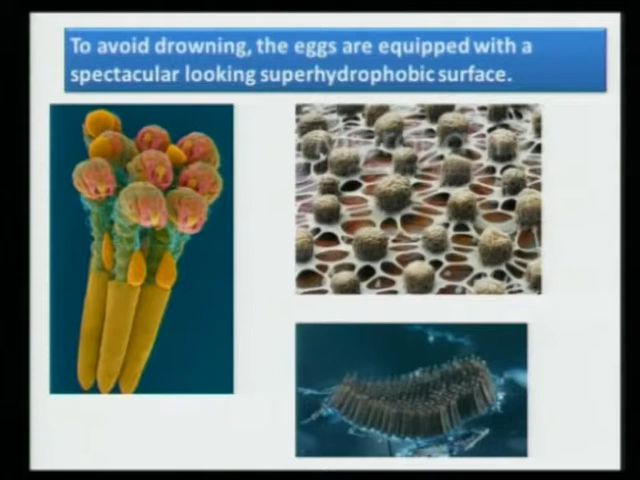 To avoid drowning, the eggs are equipped with a
spectacular looking superhydrophobic surface.